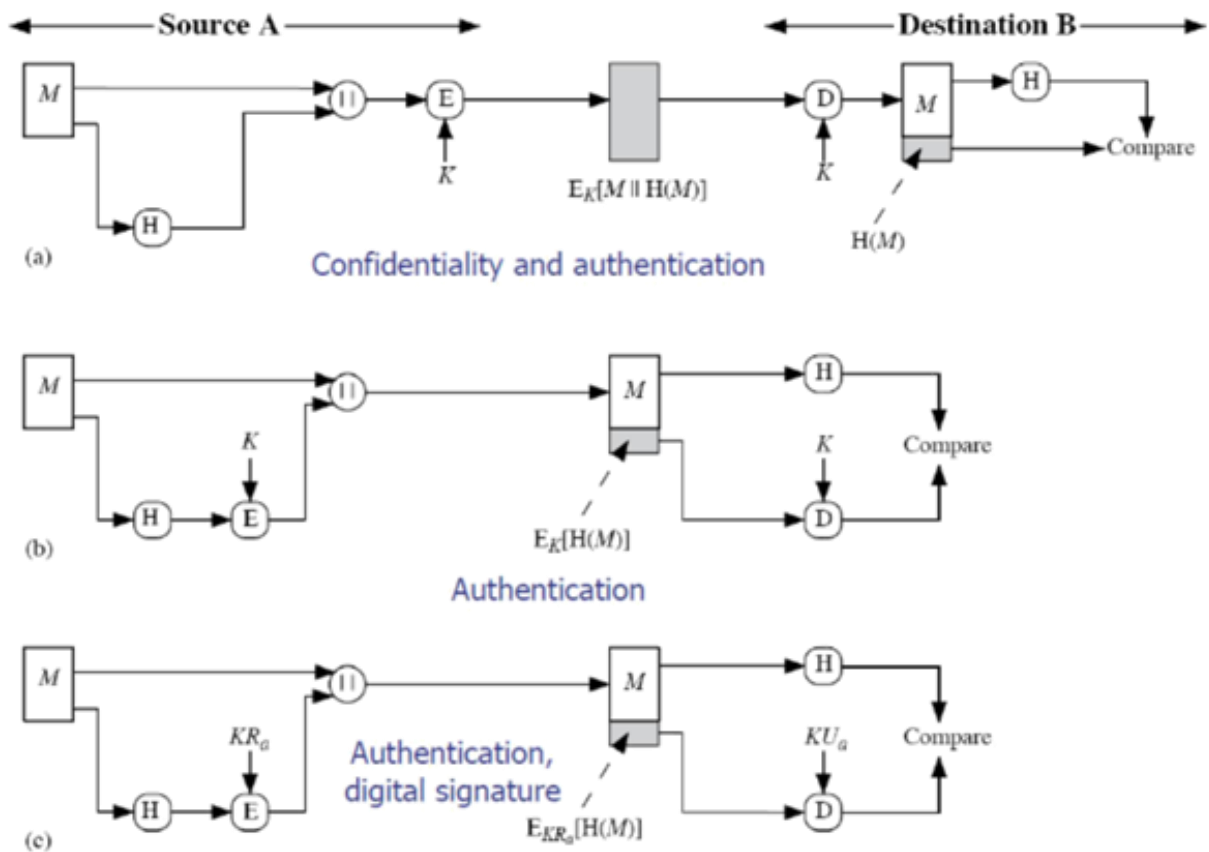 Source A
Destination B
M
||
E
K
H
E_K[M || H(M)]
D
K
M
H
Compare
H(M)
(a)
Confidentiality and authentication
M
||
K
H
E
M
E_K[H(M)]
H
K
D
Compare
(b)
Authentication
M
||
KR_a
H
E
Authentication,
digital signature
M
E_KR_a[H(M)]
H
KU_a
D
Compare
(c)